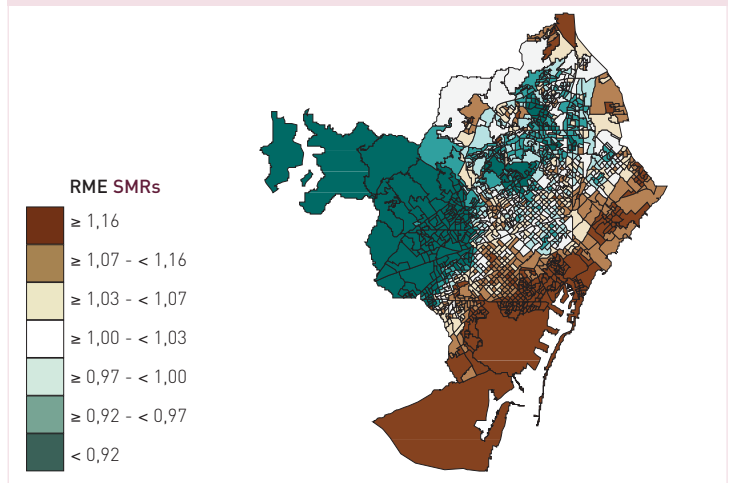 RME SMRs
≥ 1,16
≥ 1,07 - < 1,16
≥ 1,03 - < 1,07
≥ 1,00 - < 1,03
≥ 0,97 - < 1,00
≥ 0,92 - < 0,97
< 0,92